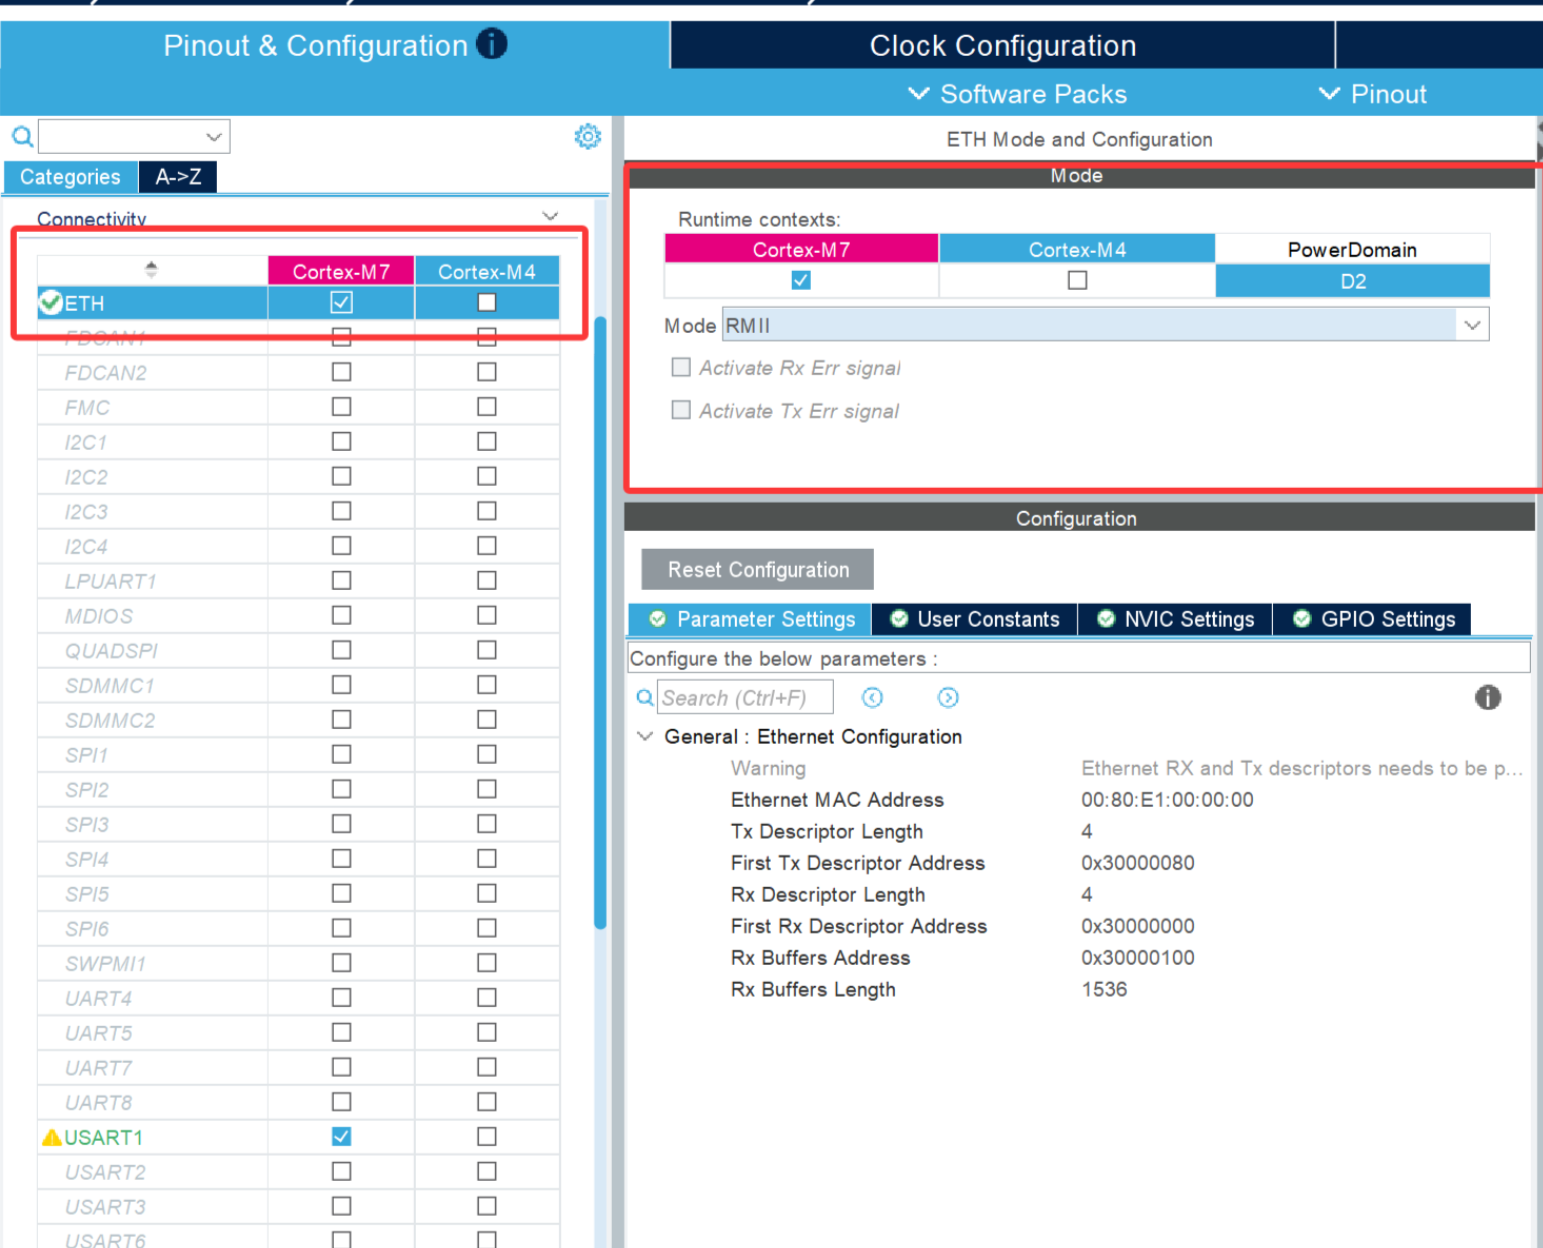 Pinout & Configuration
Clock Configuration
Software Packs
Pinout
Categories
A->Z
Connectivity
Cortex-M7
Cortex-M4
ETH
FDCAN1
FDCAN2
FMC
I2C1
I2C2
I2C3
I2C4
LPUART1
MDIOS
QUADSPI
SDMMC1
SDMMC2
SPI1
SPI2
SPI3
SPI4
SPI5
SPI6
SWPMI1
UART4
UART5
UART7
UART8
USART1
USART2
USART3
USART6
ETH Mode and Configuration
Mode
Runtime contexts:
Cortex-M7
Cortex-M4
PowerDomain
D2
Mode RMII
Activate Rx Err signal
Activate Tx Err signal
Configuration
Reset Configuration
Parameter Settings
User Constants
NVIC Settings
GPIO Settings
Configure the below parameters :
Search (Ctrl+F)
General : Ethernet Configuration
Warning Ethernet RX and Tx descriptors needs to be p...
Ethernet MAC Address 00:80:E1:00:00:00
Tx Descriptor Length 4
First Tx Descriptor Address 0x30000080
Rx Descriptor Length 4
First Rx Descriptor Address 0x30000000
Rx Buffers Address 0x30000100
Rx Buffers Length 1536